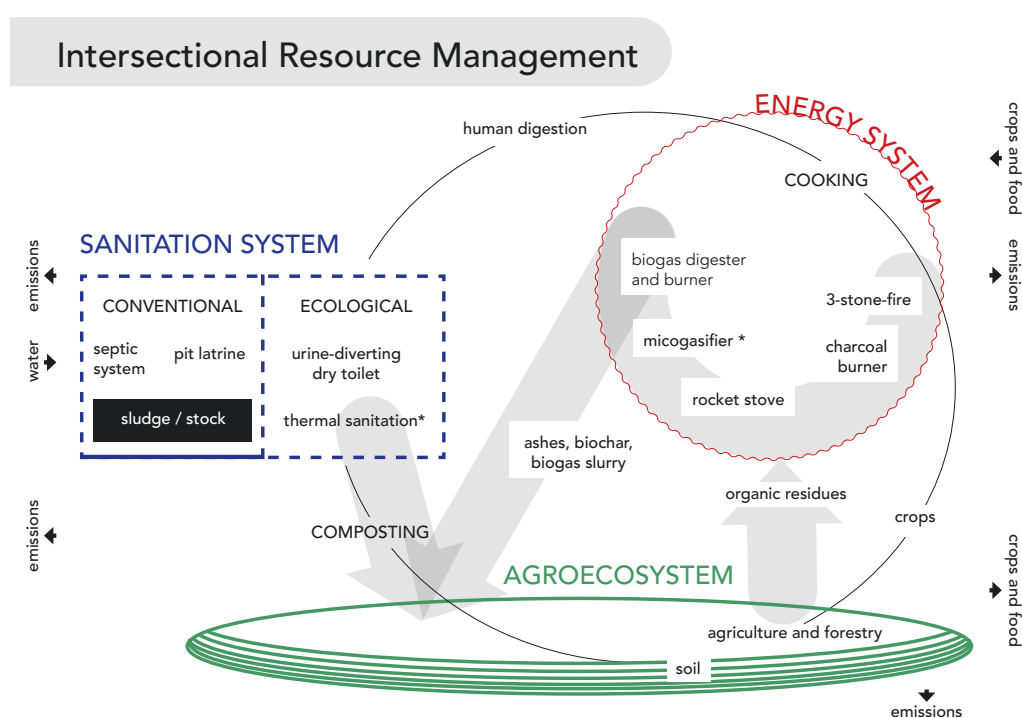 Intersectional Resource Management
ENERGY SYSTEM
human digestion
COOKING
crops and food
emissions
SANITATION SYSTEM
emissions
CONVENTIONAL
ECOLOGICAL
biogas digester
and burner
3-stone-fire
water
septic
system
pit latrine
urine-diverting
dry toilet
micogasifier *
charcoal
burner
rocket stove
sludge / stock
thermal sanitation*
ashes, biochar,
biogas slurry
organic residues
crops
emissions
COMPOSTING
AGROECOSYSTEM
crops and food
agriculture and forestry
soil
emissions